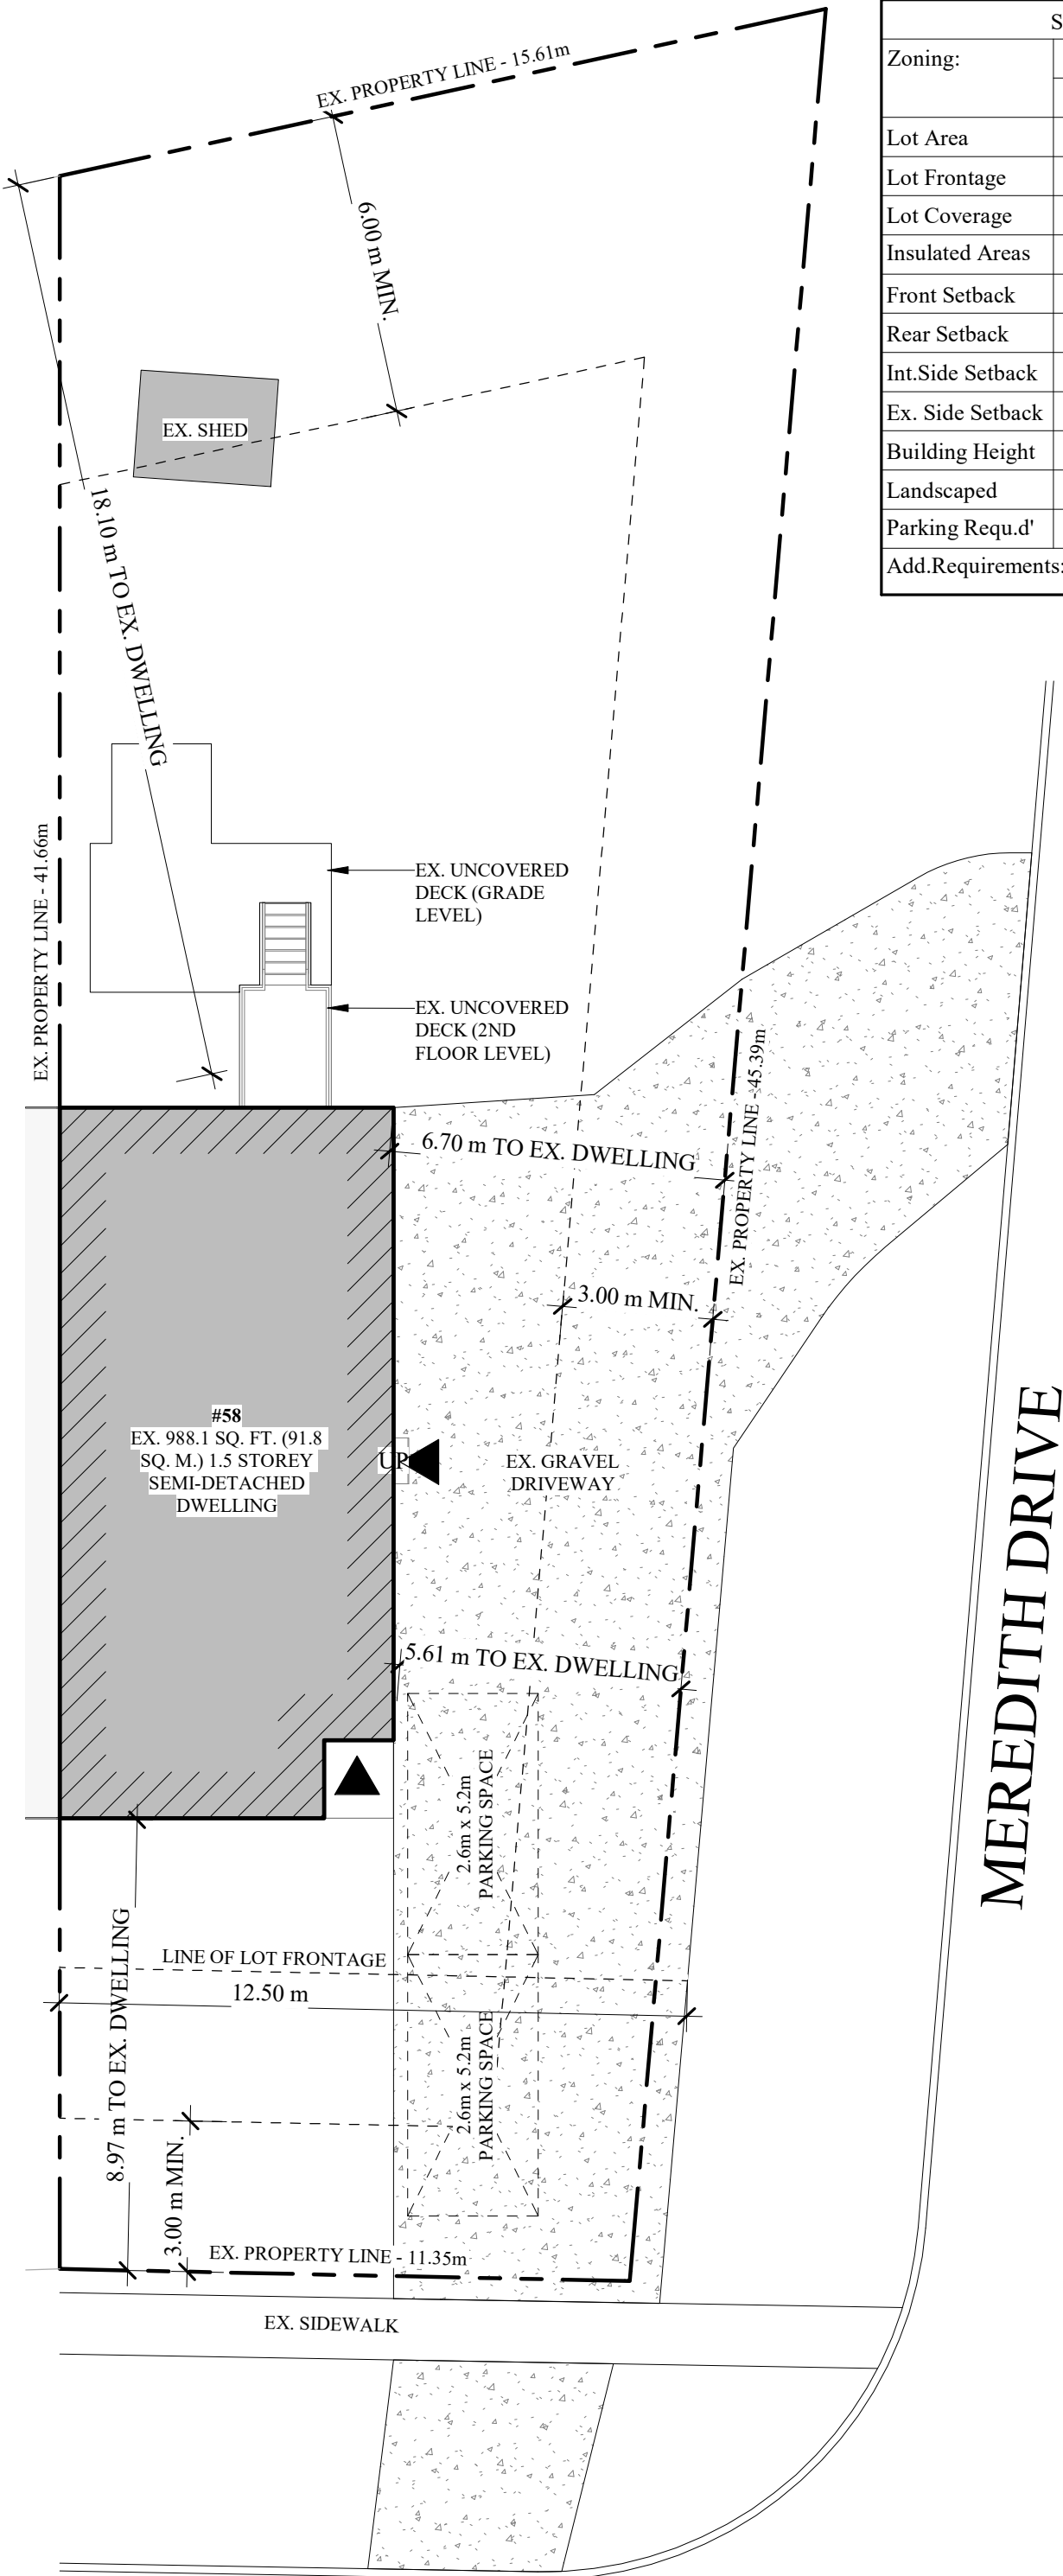 S
Zoning:
Lot Area
Lot Frontage
Lot Coverage
Insulated Areas
Front Setback
Rear Setback
Int.Side Setback
Ex. Side Setback
Building Height
Landscaped
Parking Requ.d'
Add.Requirements:
EX. PROPERTY LINE - 15.61m
6.00 m MIN.
EX. SHED
18.10 m TO EX. DWELLING
EX. PROPERTY LINE - 41.66m
EX. UNCOVERED
DECK (GRADE
LEVEL)
EX. UNCOVERED
DECK (2ND
FLOOR LEVEL)
EX. PROPERTY LINE - 45.39m
6.70 m TO EX. DWELLING
3.00 m MIN.
#58
EX. 988.1 SQ. FT. (91.8
SQ. M.) 1.5 STOREY
SEMI-DETACHED
DWELLING
UP
EX. GRAVEL
DRIVEWAY
MEREDITH DRIVE
5.61 m TO EX. DWELLING
2.6m x 5.2m
PARKING SPACE
LINE OF LOT FRONTAGE
12.50 m
8.97 m TO EX. DWELLING
2.6m x 5.2m
PARKING SPACE
3.00 m MIN.
EX. PROPERTY LINE - 11.35m
EX. SIDEWALK